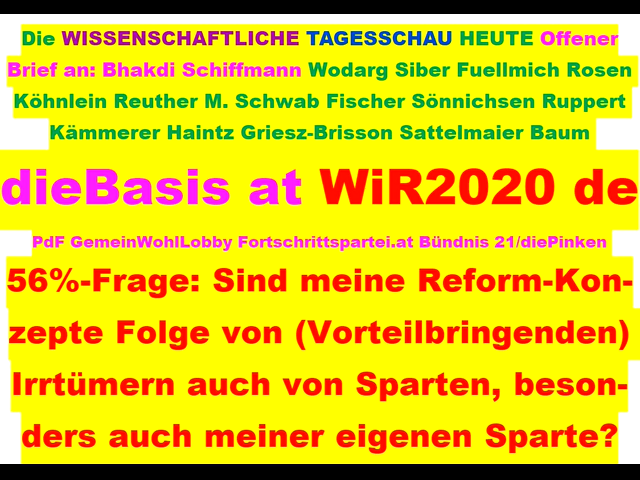 Die WISSENSCHAFTLICHE TAGESSCHAU HEUTE Offener
Brief an: Bhakdi Schiffmann Wodarg Siber Fuellmich Rosen
Köhnlein Reuther M. Schwab Fischer Sönnichsen Ruppert
Kämmerer Haintz Griesz-Brisson Sattelmaier Baum
dieBasis at WiR2020 de
PdF GemeinWohlLobby Fortschrittspartei.at Bündnis 21/diePinken
56%-Frage: Sind meine Reform-Kon-
zepte Folge von (Vorteilbringenden)
Irrtümern auch von Sparten, beson-
ders auch meiner eigenen Sparte?